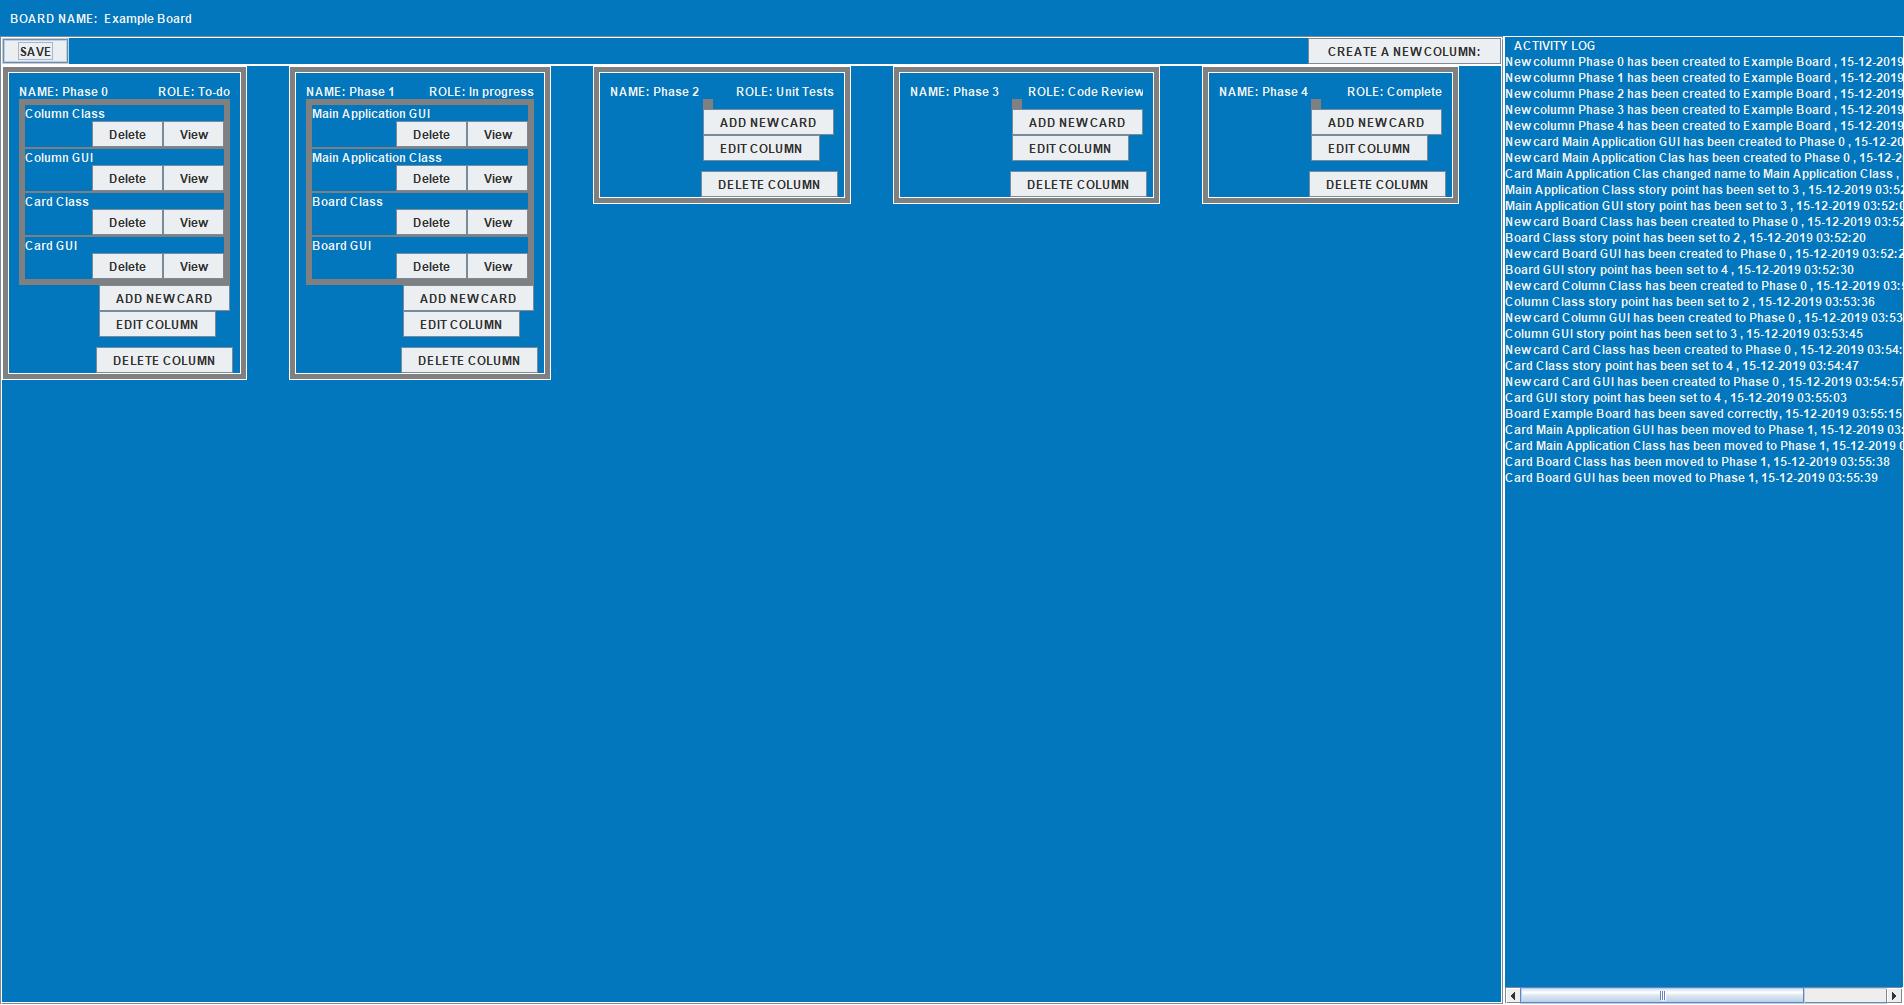 BOARD NAME: Example Board
SAVE
CREATE A NEW COLUMN:
NAME: Phase 0 ROLE: To-do
Column Class
Delete View
Column GUI
Delete View
Card Class
Delete View
Card GUI
Delete View
ADD NEW CARD
EDIT COLUMN
DELETE COLUMN
NAME: Phase 1 ROLE: In progress
Main Application GUI
Delete View
Main Application Class
Delete View
Board Class
Delete View
Board GUI
Delete View
ADD NEW CARD
EDIT COLUMN
DELETE COLUMN
NAME: Phase 2 ROLE: Unit Tests
ADD NEW CARD
EDIT COLUMN
DELETE COLUMN
NAME: Phase 3 ROLE: Code Review
ADD NEW CARD
EDIT COLUMN
DELETE COLUMN
NAME: Phase 4 ROLE: Complete
ADD NEW CARD
EDIT COLUMN
DELETE COLUMN
ACTIVITY LOG
New column Phase 0 has been created to Example Board , 15-12-2019
New column Phase 1 has been created to Example Board , 15-12-2019
New column Phase 2 has been created to Example Board , 15-12-2019
New column Phase 3 has been created to Example Board , 15-12-2019
New column Phase 4 has been created to Example Board , 15-12-2019
New card Main Application GUI has been created to Phase 0 , 15-12-20
New card Main Application Clas has been created to Phase 0 , 15-12-2
Card Main Application Clas changed name to Main Application Class ,
Main Application Class story point has been set to 3 , 15-12-2019 03:52
Main Application GUI story point has been set to 3 , 15-12-2019 03:52:0
New card Board Class has been created to Phase 0 , 15-12-2019 03:52
Board Class story point has been set to 2 , 15-12-2019 03:52:20
New card Board GUI has been created to Phase 0 , 15-12-2019 03:52:2
Board GUI story point has been set to 4 , 15-12-2019 03:52:30
New card Column Class has been created to Phase 0 , 15-12-2019 03:
Column Class story point has been set to 2 , 15-12-2019 03:53:36
New card Column GUI has been created to Phase 0 , 15-12-2019 03:53
Column GUI story point has been set to 3 , 15-12-2019 03:53:45
New card Card Class has been created to Phase 0 , 15-12-2019 03:54:
Card Class story point has been set to 4 , 15-12-2019 03:54:47
New card Card GUI has been created to Phase 0 , 15-12-2019 03:54:57
Card GUI story point has been set to 4 , 15-12-2019 03:55:03
Board Example Board has been saved correctly, 15-12-2019 03:55:15
Card Main Application GUI has been moved to Phase 1, 15-12-2019 03:
Card Main Application Class has been moved to Phase 1, 15-12-2019 0
Card Board Class has been moved to Phase 1, 15-12-2019 03:55:38
Card Board GUI has been moved to Phase 1, 15-12-2019 03:55:39